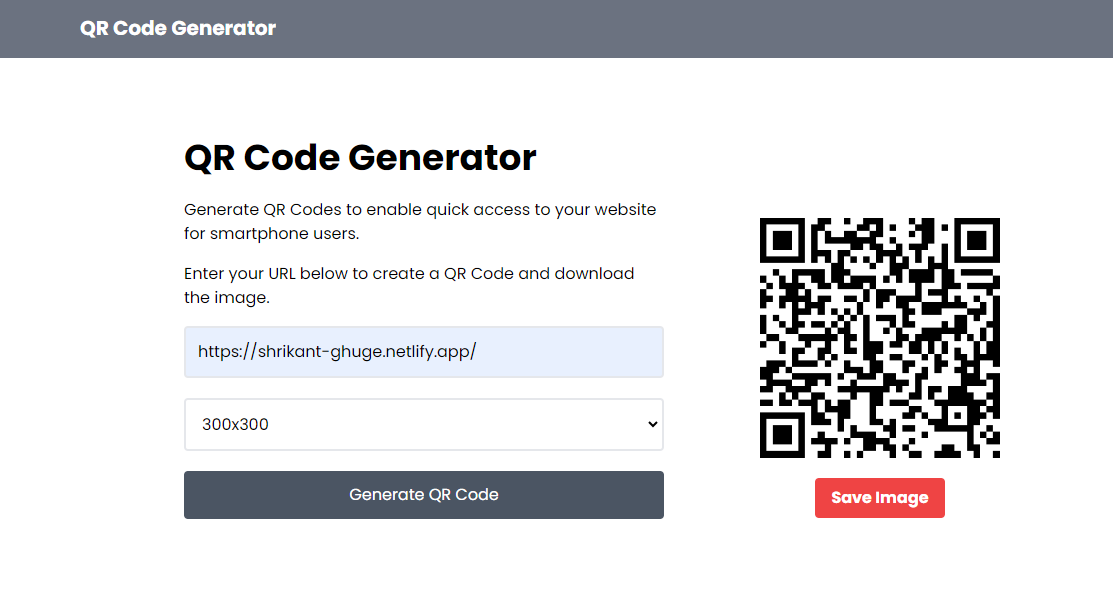 QR Code Generator
QR Code Generator
Generate QR Codes to enable quick access to your website
for smartphone users.
Enter your URL below to create a QR Code and download
the image.
https://shrikant-ghuge.netlify.app/
300x300
Generate QR Code
Save Image